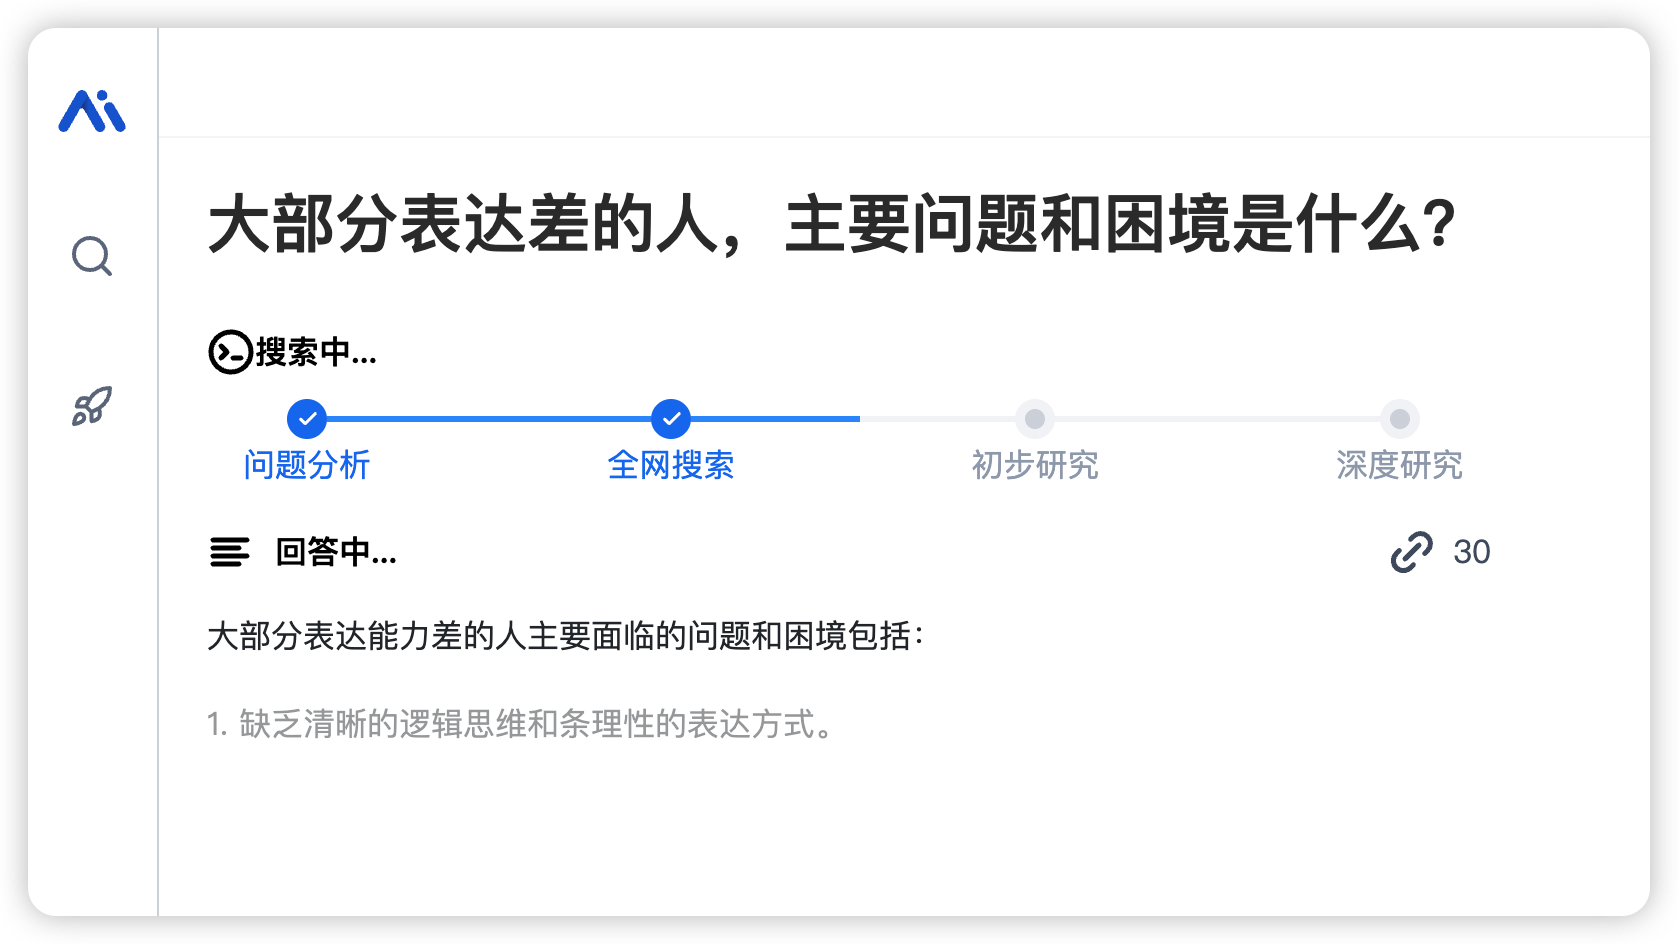 大部分表达差的人，主要问题和困境是什么?
搜索中...
问题分析 全网搜索 初步研究 深度研究
回答中... 30
大部分表达能力差的人主要面临的问题和困境包括：
1. 缺乏清晰的逻辑思维和条理性的表达方式。